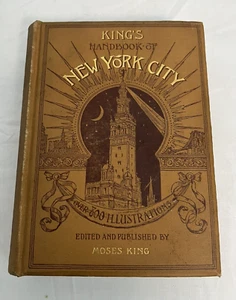 KING'S
HANDBOOK OF
NEW YORK CITY
OVER 600 ILLUSTRATIONS
EDITED AND PUBLISHED BY
MOSES KING